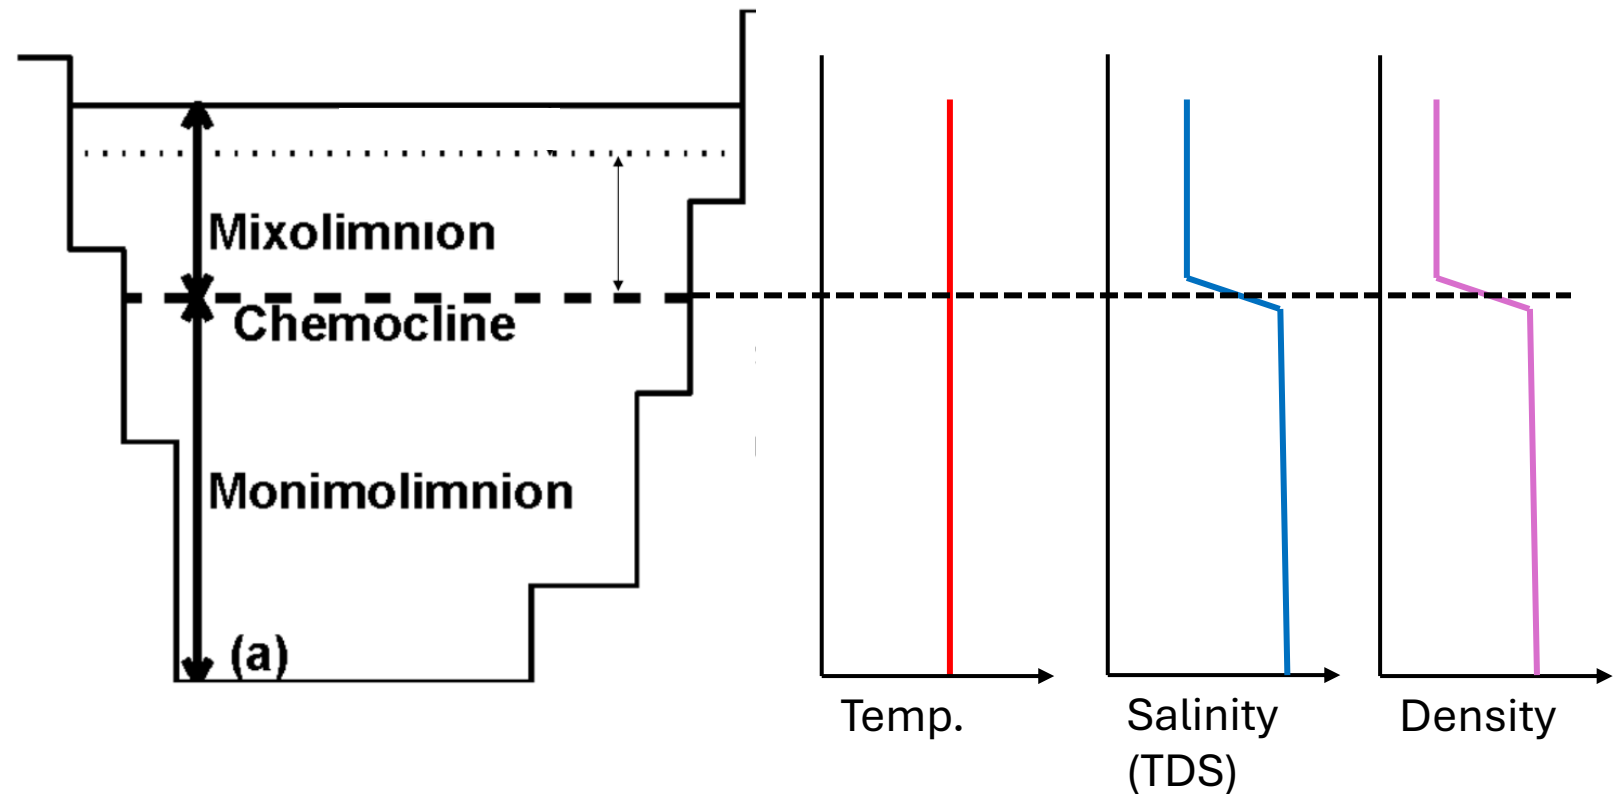 Mixolimnion
Chemocline
Monimolimnion
(a)
Temp.
Salinity
(TDS)
Density